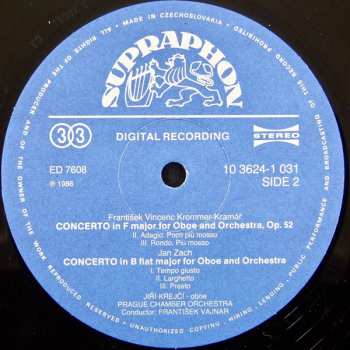 MADE IN CZECHOSLOVAKIA
ALL RIGHTS OF THE PRODUCER AND OF THE OWNER OF THE WORK REPRODUCED RESERVED
UNAUTHORIZED COPYING HIRING LENDING PUBLIC PERFORMANCE AND BROADCASTING OF THIS RECORD PROHIBITED
SUPRAPHON
33
DIGITAL RECORDING
STEREO
ED 7608
10 3624-1 031
℗ 1986
SIDE 2
František Vincenc Krommer-Kramář
CONCERTO in F major for Oboe and Orchestra, Op. 52
II. Adagio. Poco più mosso
III. Rondo. Più mosso
Jan Zach
CONCERTO in B flat major for Oboe and Orchestra
I. Tempo giusto
II. Larghetto
III. Presto
JIŘÍ KREJČÍ - oboe
PRAGUE CHAMBER ORCHESTRA
Conductor: FRANTIŠEK VAJNAR